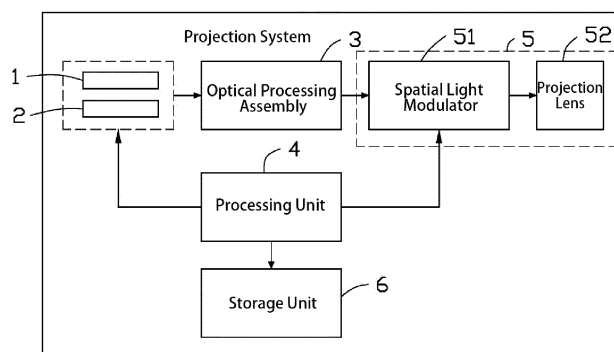 Projection System
3
51
5
52
1
2
Optical Processing
Assembly
Spatial Light
Modulator
Projection
Lens
4
Processing Unit
Storage Unit
6